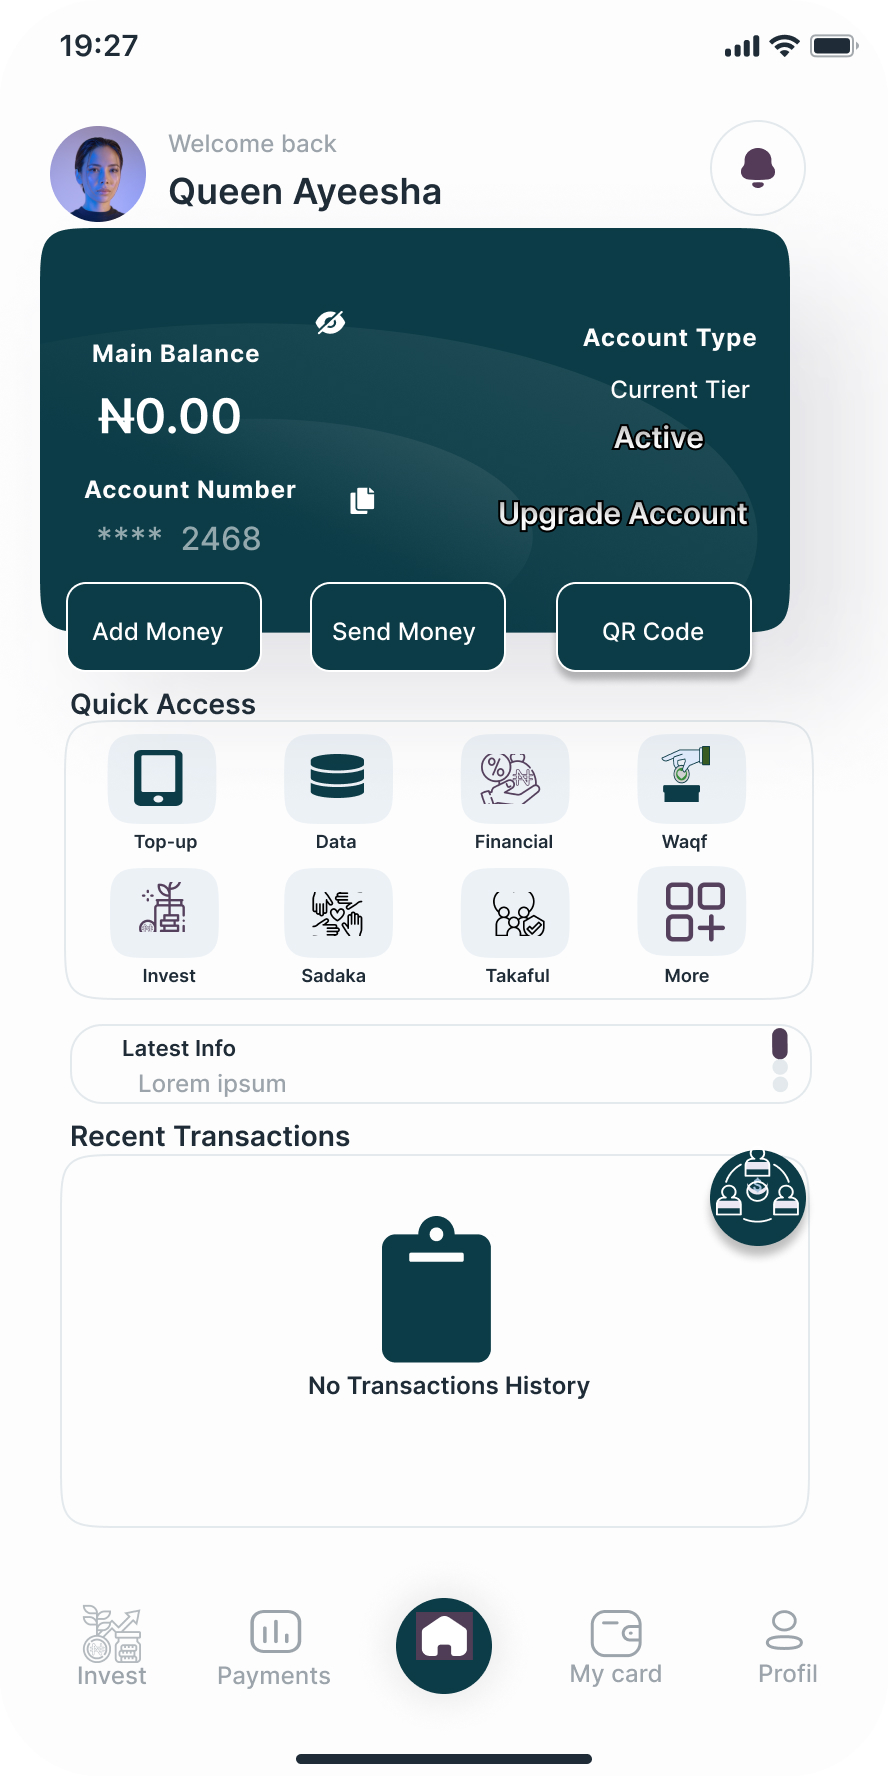 19:27
Welcome back
Queen Ayeesha
Main Balance
₦0.00
Account Number
**** 2468
Account Type
Current Tier
Active
Upgrade Account
Add Money
Send Money
QR Code
Quick Access
Top-up
Data
Financial
Waqf
Invest
Sadaka
Takaful
More
Latest Info
Lorem ipsum
Recent Transactions
No Transactions History
Invest
Payments
My card
Profil